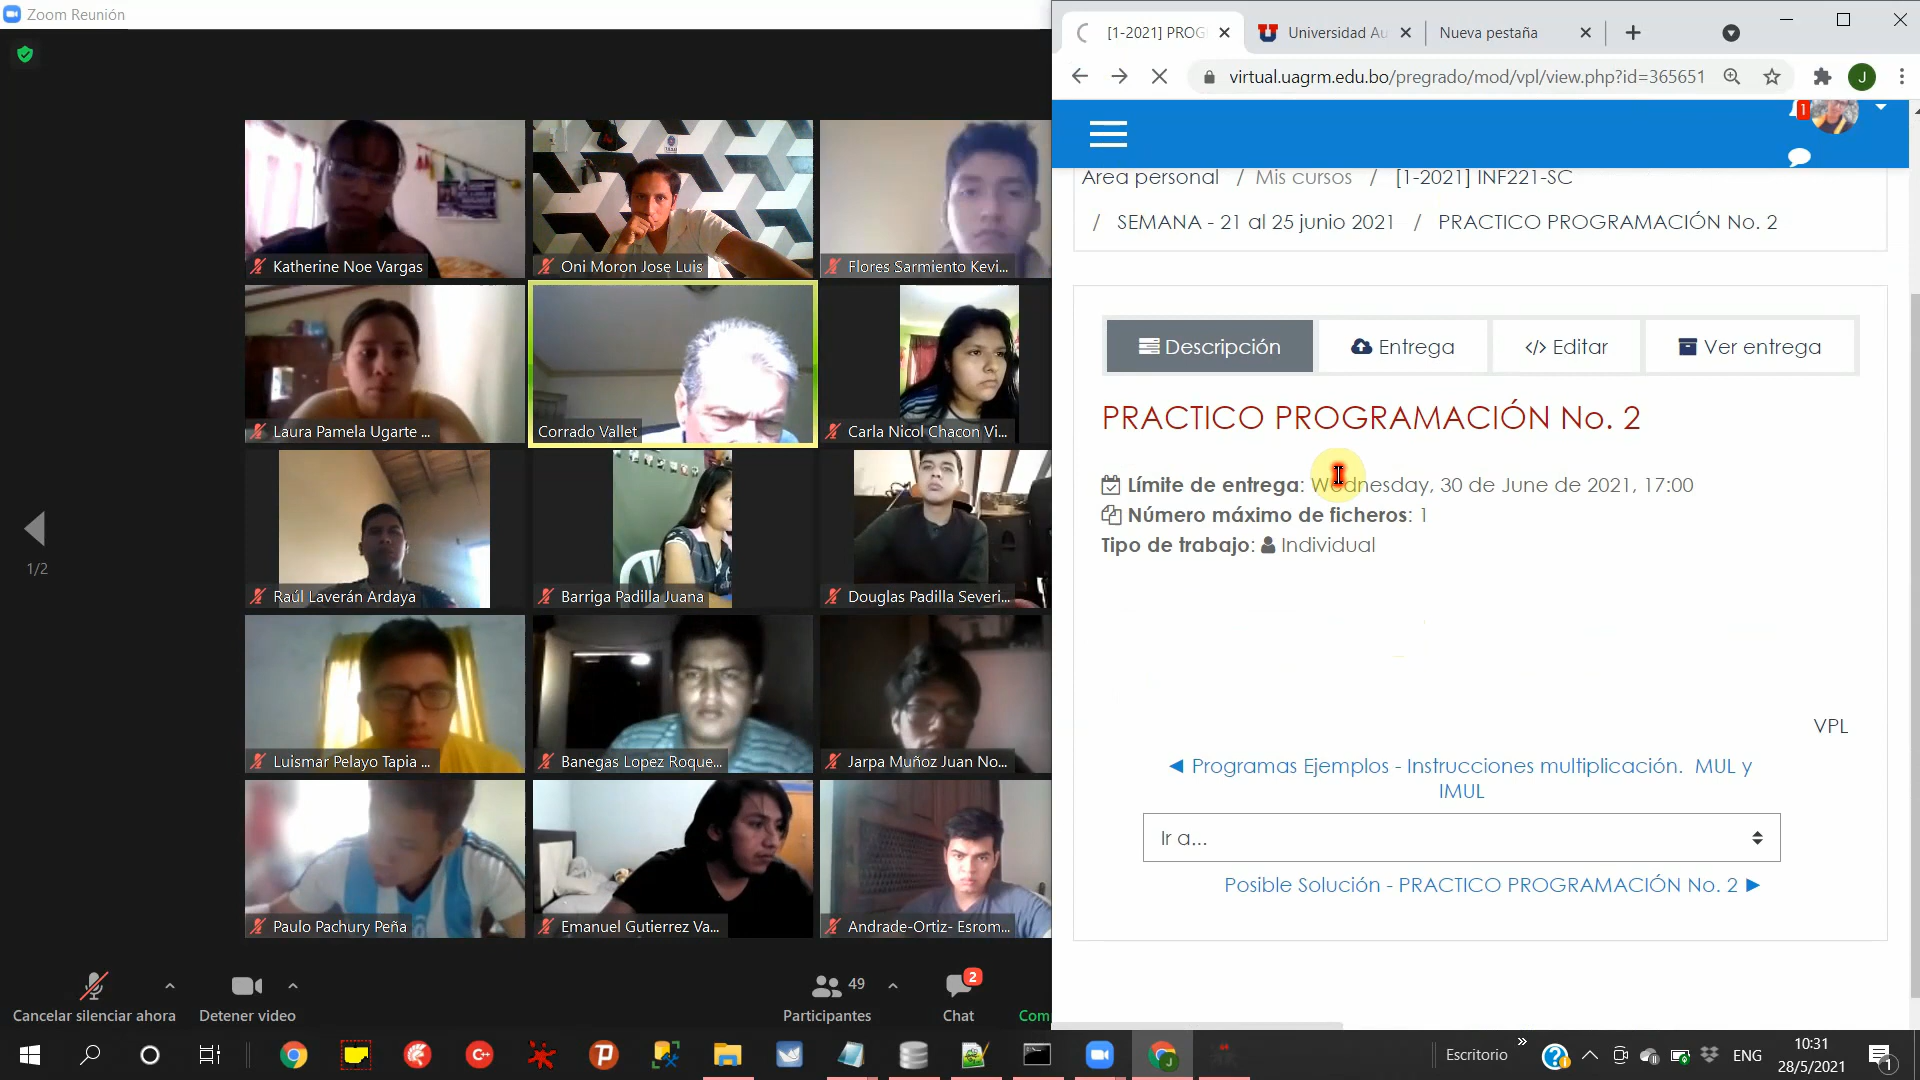 Zoom Reunión
Katherine Noe Vargas
Oni Moron Jose Luis
Flores Sarmiento Kevi...
Laura Pamela Ugarte ...
Corrado Vallet
Carla Nicol Chacon Vi...
Raúl Laverán Ardaya
Barriga Padilla Juana
Douglas Padilla Severi...
Luismar Pelayo Tapia ...
Banegas Lopez Roque...
Jarpa Muñoz Juan No...
Paulo Pachury Peña
Emanuel Gutierrez Va...
Andrade-Ortiz- Esrom...
1/2
Cancelar silenciar ahora
Detener video
49
Participantes
2
Chat
Com
[1-2021] PROG
Universidad Au
Nueva pestaña
virtual.uagrm.edu.bo/pregrado/mod/vpl/view.php?id=365651
J
1
Area personal / Mis cursos / [1-2021] INF221-SC
/ SEMANA - 21 al 25 junio 2021 / PRACTICO PROGRAMACIÓN No. 2
Descripción
</> Editar
Entrega
Ver entrega
PRACTICO PROGRAMACIÓN No. 2
Límite de entrega: Wednesday, 30 de June de 2021, 17:00
Número máximo de ficheros: 1
Tipo de trabajo: Individual
VPL
◄ Programas Ejemplos - Instrucciones multiplicación. MUL y
IMUL
Ir a...
Posible Solución - PRACTICO PROGRAMACIÓN No. 2 ►
Escritorio
»
ENG
10:31
28/5/2021
1